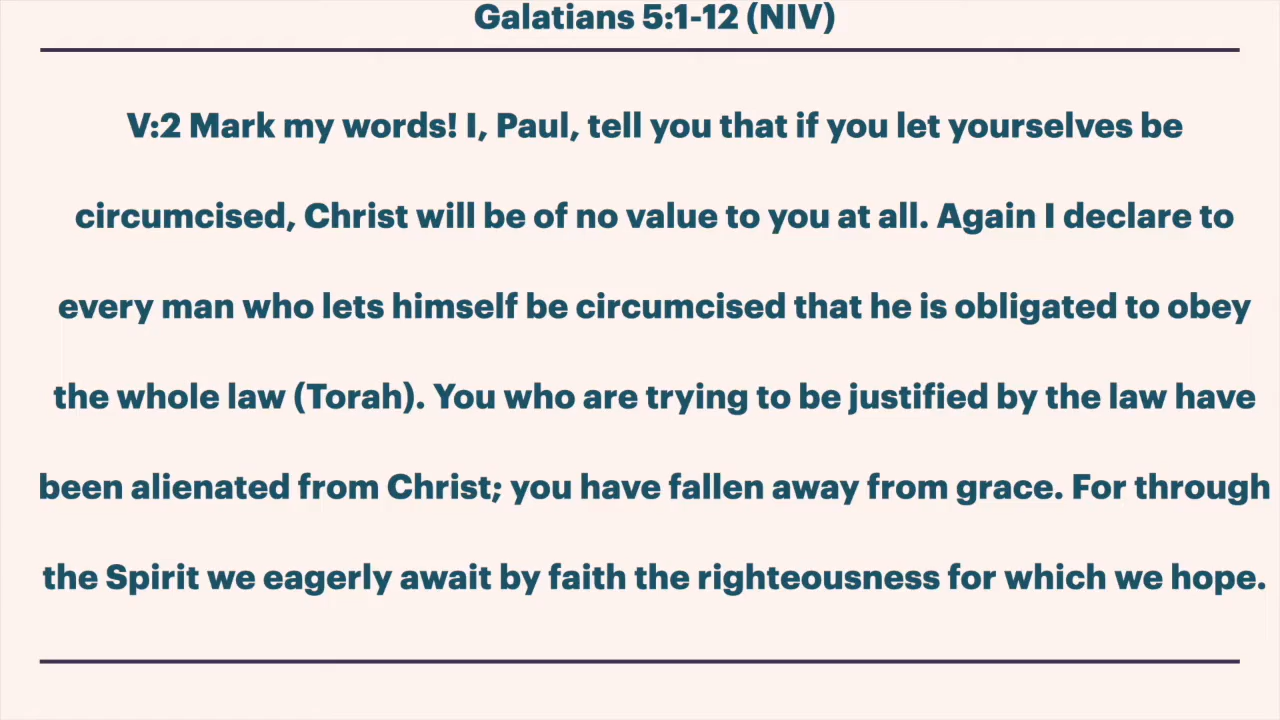 Galatians 5:1-12 (NIV)
V:2 Mark my words! I, Paul, tell you that if you let yourselves be
circumcised, Christ will be of no value to you at all. Again I declare to
every man who lets himself be circumcised that he is obligated to obey
the whole law (Torah). You who are trying to be justified by the law have
been alienated from Christ; you have fallen away from grace. For through
the Spirit we eagerly await by faith the righteousness for which we hope.